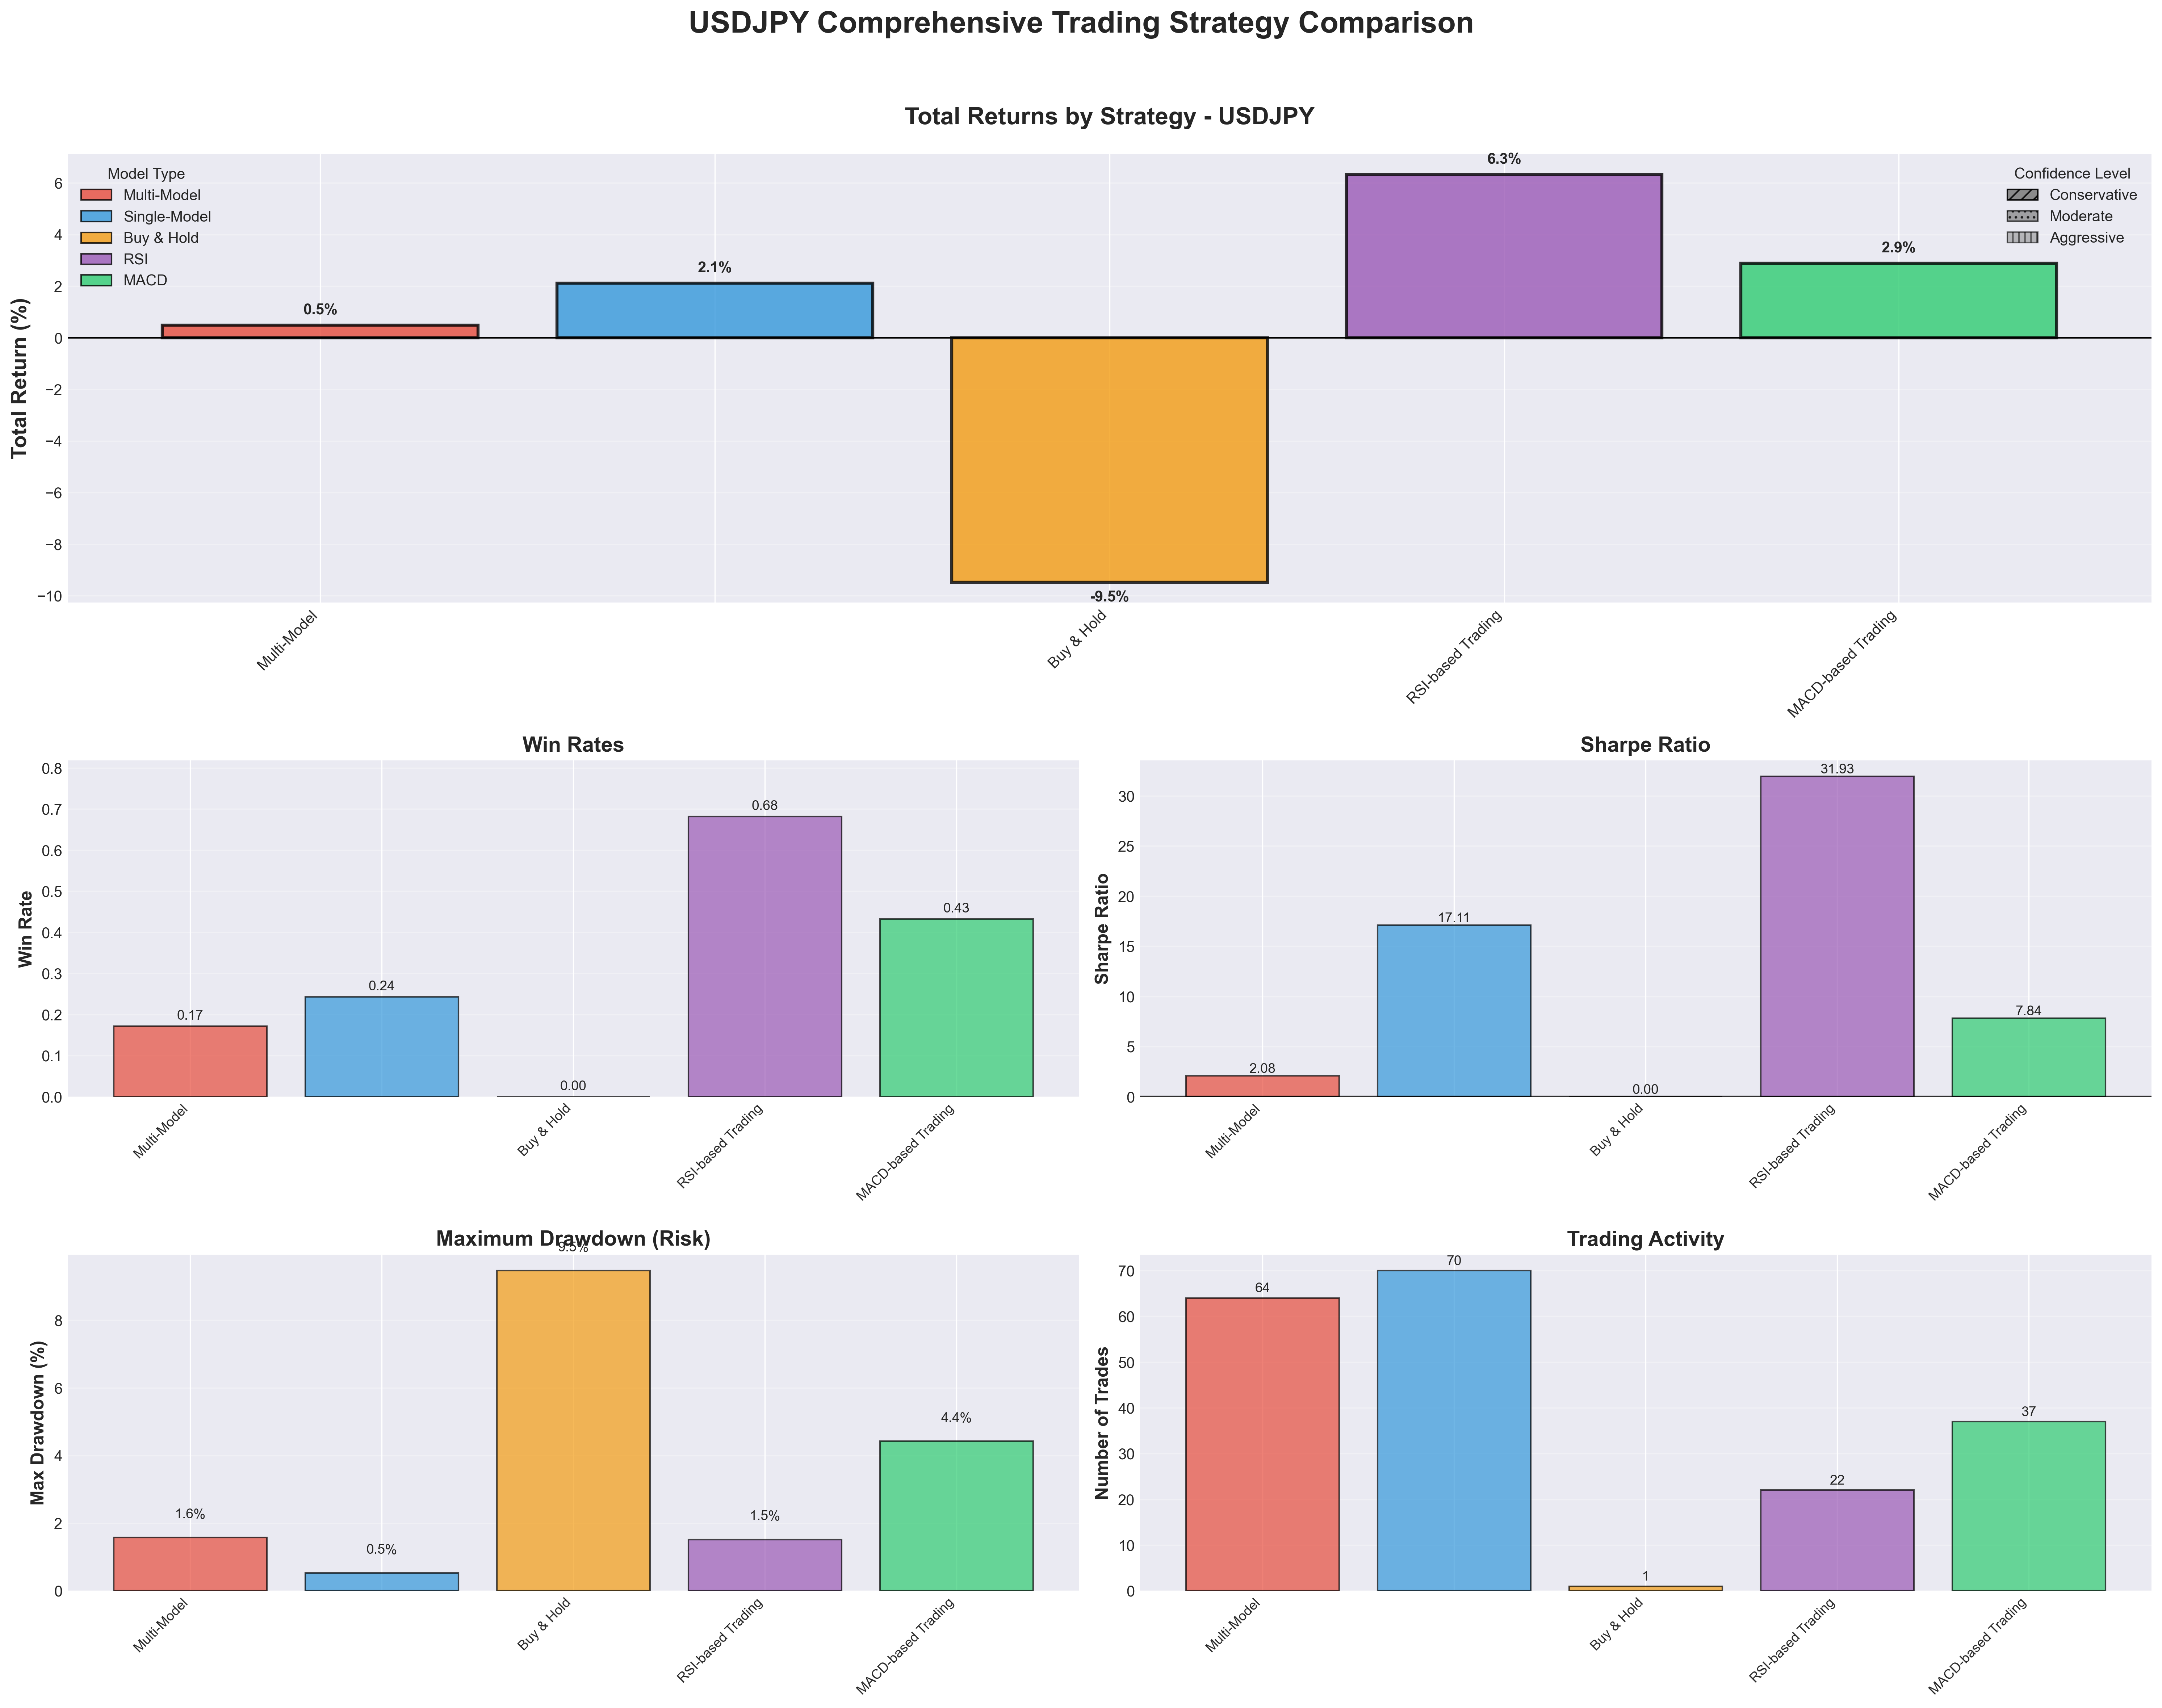 USDJPY Comprehensive Trading Strategy Comparison
Total Returns by Strategy - USDJPY
Total Return (%)
6
4
2
0
−2
−4
−6
−8
−10
Model Type
Multi-Model
Single-Model
Buy & Hold
RSI
MACD
Confidence Level
Conservative
Moderate
Aggressive
0.5%
2.1%
-9.5%
6.3%
2.9%
Multi-Model
Buy & Hold
RSI-based Trading
MACD-based Trading
Win Rates
Win Rate
0.8
0.7
0.6
0.5
0.4
0.3
0.2
0.1
0.0
0.17
0.24
0.00
0.68
0.43
Multi-Model
Buy & Hold
RSI-based Trading
MACD-based Trading
Sharpe Ratio
Sharpe Ratio
30
25
20
15
10
5
0
2.08
17.11
0.00
31.93
7.84
Multi-Model
Buy & Hold
RSI-based Trading
MACD-based Trading
Maximum Drawdown (Risk)
Max Drawdown (%)
8
6
4
2
0
1.6%
0.5%
9.5%
1.5%
4.4%
Multi-Model
Buy & Hold
RSI-based Trading
MACD-based Trading
Trading Activity
Number of Trades
70
60
50
40
30
20
10
0
64
70
1
22
37
Multi-Model
Buy & Hold
RSI-based Trading
MACD-based Trading